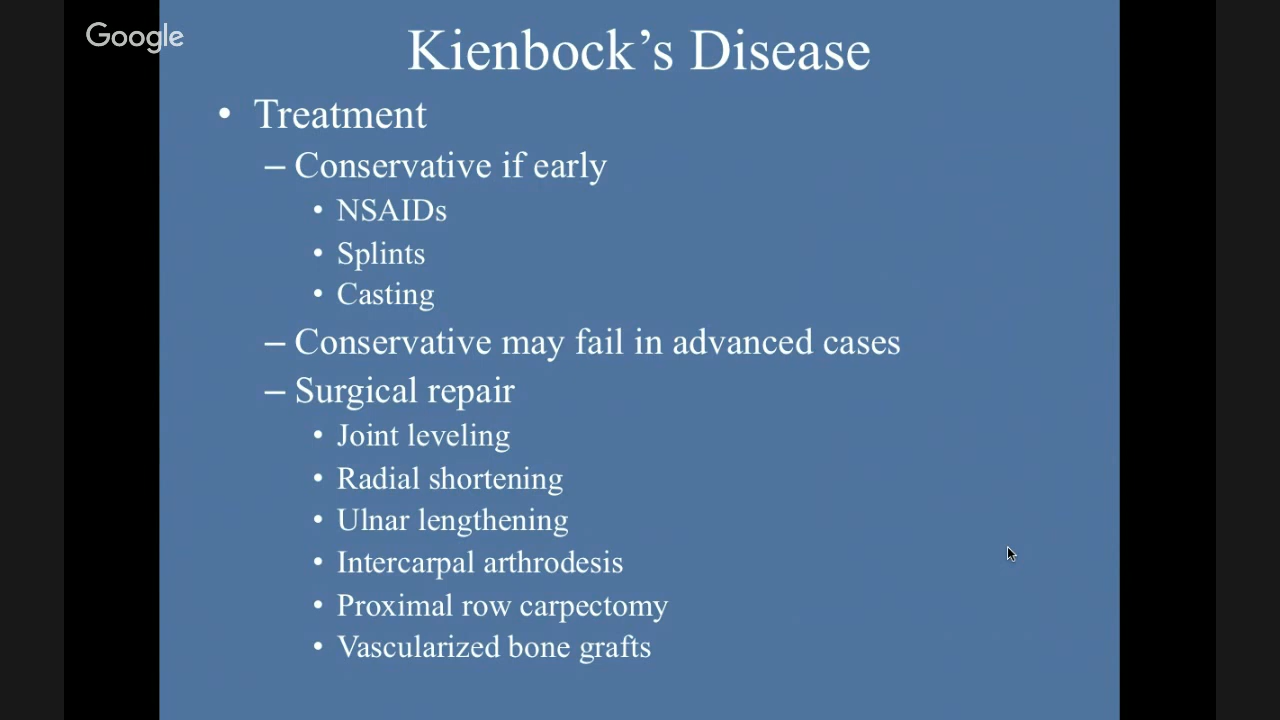 Google
Kienbock’s Disease
• Treatment
– Conservative if early
• NSAIDs
• Splints
• Casting
– Conservative may fail in advanced cases
– Surgical repair
• Joint leveling
• Radial shortening
• Ulnar lengthening
• Intercarpal arthrodesis
• Proximal row carpectomy
• Vascularized bone grafts